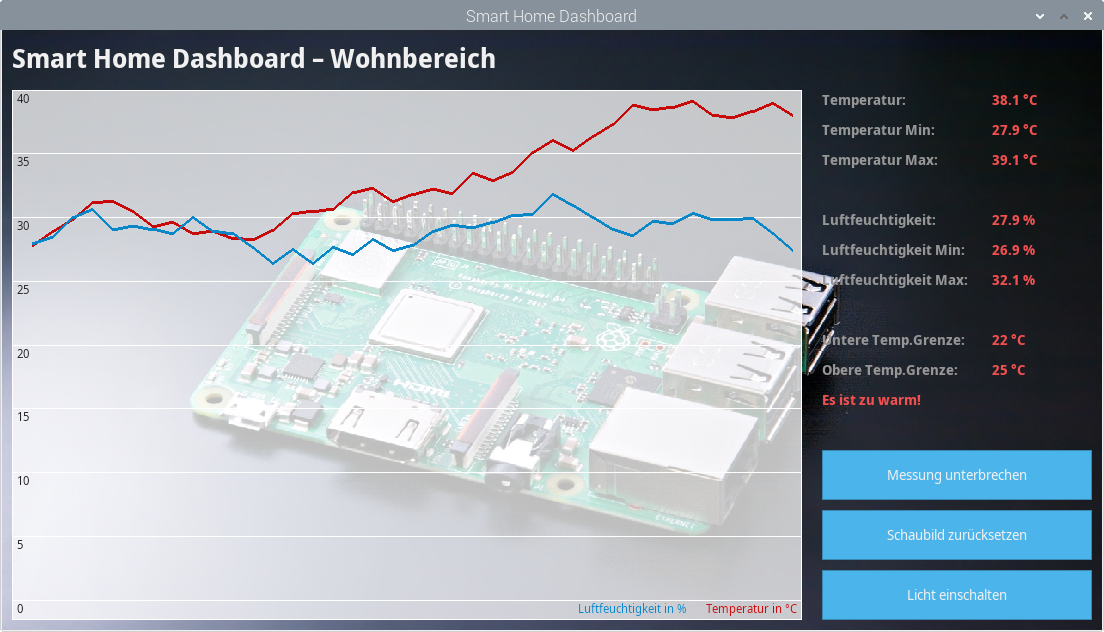 Smart Home Dashboard
Smart Home Dashboard – Wohnbereich
40
35
30
25
20
15
10
5
0
Luftfeuchtigkeit in %
Temperatur in °C
Temperatur: 38.1 °C
Temperatur Min: 27.9 °C
Temperatur Max: 39.1 °C
Luftfeuchtigkeit: 27.9 %
Luftfeuchtigkeit Min: 26.9 %
Luftfeuchtigkeit Max: 32.1 %
Untere Temp.Grenze: 22 °C
Obere Temp.Grenze: 25 °C
Es ist zu warm!
Messung unterbrechen
Schaubild zurücksetzen
Licht einschalten
HDMI